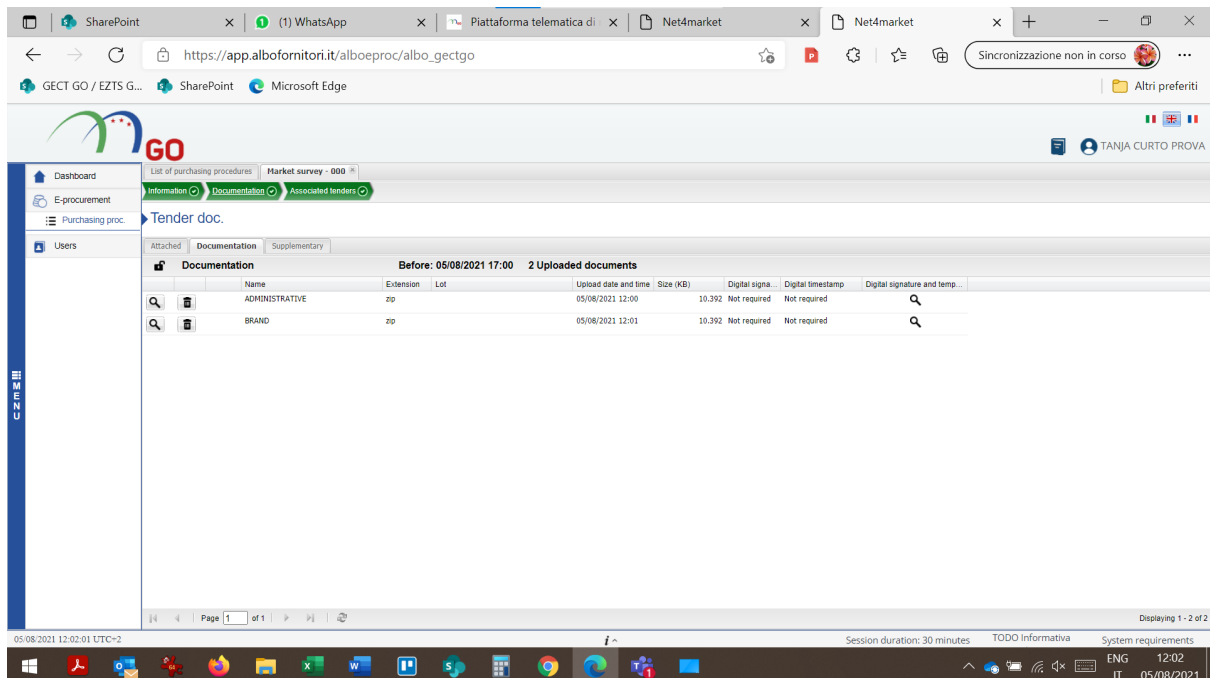 SharePoint (1) WhatsApp Piattaforma telematica di Net4market Net4market
https://app.albofornitori.it/alboeproc/albo_gectgo Sincronizzazione non in corso
GECT GO / EZTS G... SharePoint Microsoft Edge Altri preferiti
GO
TANJA CURTO PROVA
List of purchasing procedures Market survey - 000
Information Documentation Associated tenders
Tender doc.
Attached Documentation Supplementary
Documentation Before: 05/08/2021 17:00 2 Uploaded documents
Name Extension Lot Upload date and time Size (KB) Digital signa... Digital timestamp Digital signature and temp...
ADMINISTRATIVE zip 05/08/2021 12:00 10.392 Not required Not required
BRAND zip 05/08/2021 12:01 10.392 Not required Not required
Dashboard
E-procurement
Purchasing proc.
Users
MENU
Page 1 of 1 Displaying 1 - 2 of 2
05/08/2021 12:02:01 UTC+2 Session duration: 30 minutes TODO Informativa System requirements
ENG 12:02
IT 05/08/2021